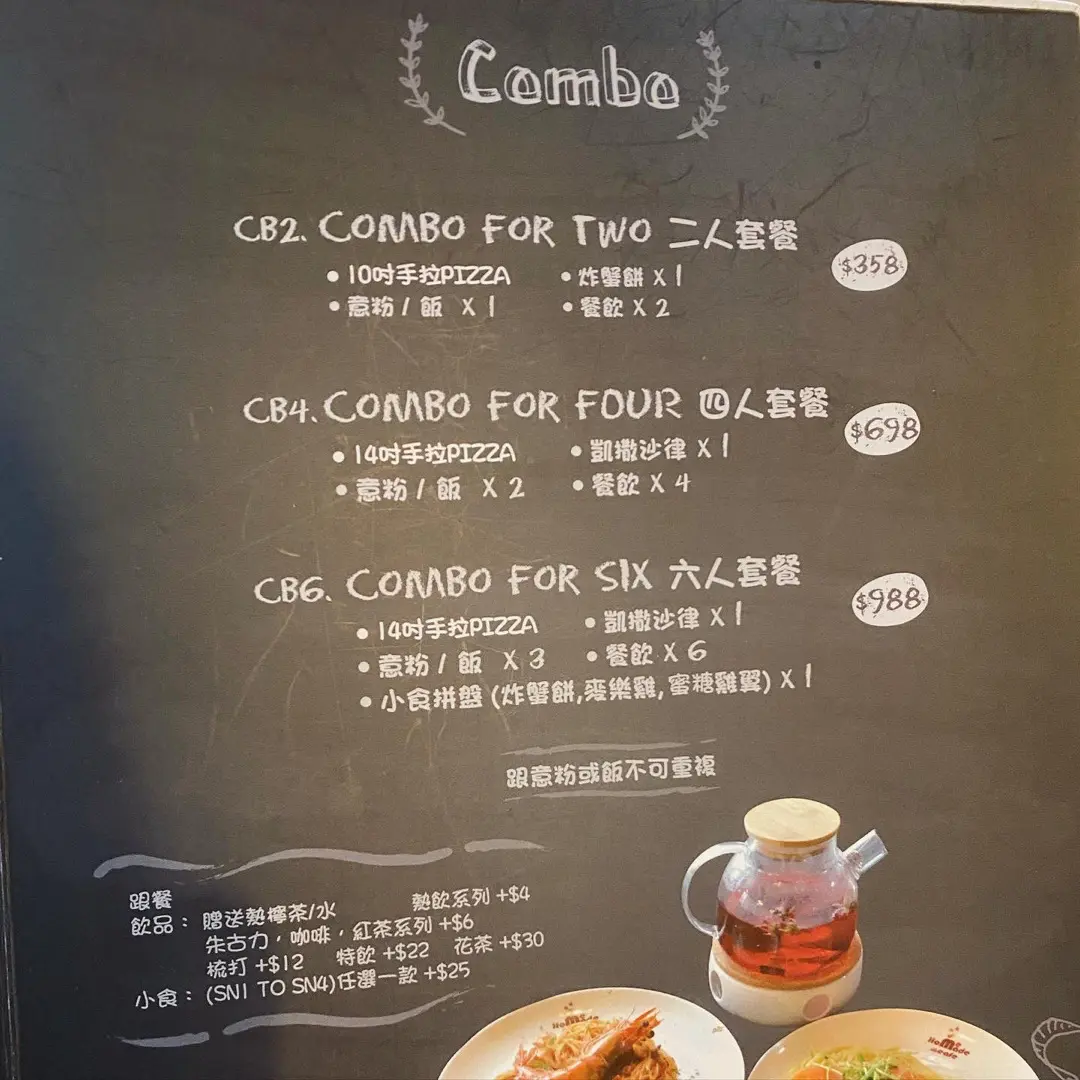 Combo
CB2. COMBO FOR TWO 二人套餐
$358
• 10吋手拉PIZZA • 炸蟹餅 X 1
• 意粉 / 飯 X 1 • 餐飲 X 2
CB4. COMBO FOR FOUR 四人套餐
$698
• 14吋手拉PIZZA • 凱撒沙律 X 1
• 意粉 / 飯 X 2 • 餐飲 X 4
CB6. COMBO FOR SIX 六人套餐
$988
• 14吋手拉PIZZA • 凱撒沙律 X 1
• 意粉 / 飯 X 3 • 餐飲 X 6
• 小食拼盤 (炸蟹餅,麥樂雞,蜜糖雞翼) X 1
跟意粉或飯不可重複
跟餐
飲品： 贈送熱檸茶/水 熱飲系列 +$4
朱古力，咖啡，紅茶系列 +$6
梳打 +$12 特飲 +$22 花茶 +$30
小食： (SN1 TO SN4)任選一款 +$25
HoMade